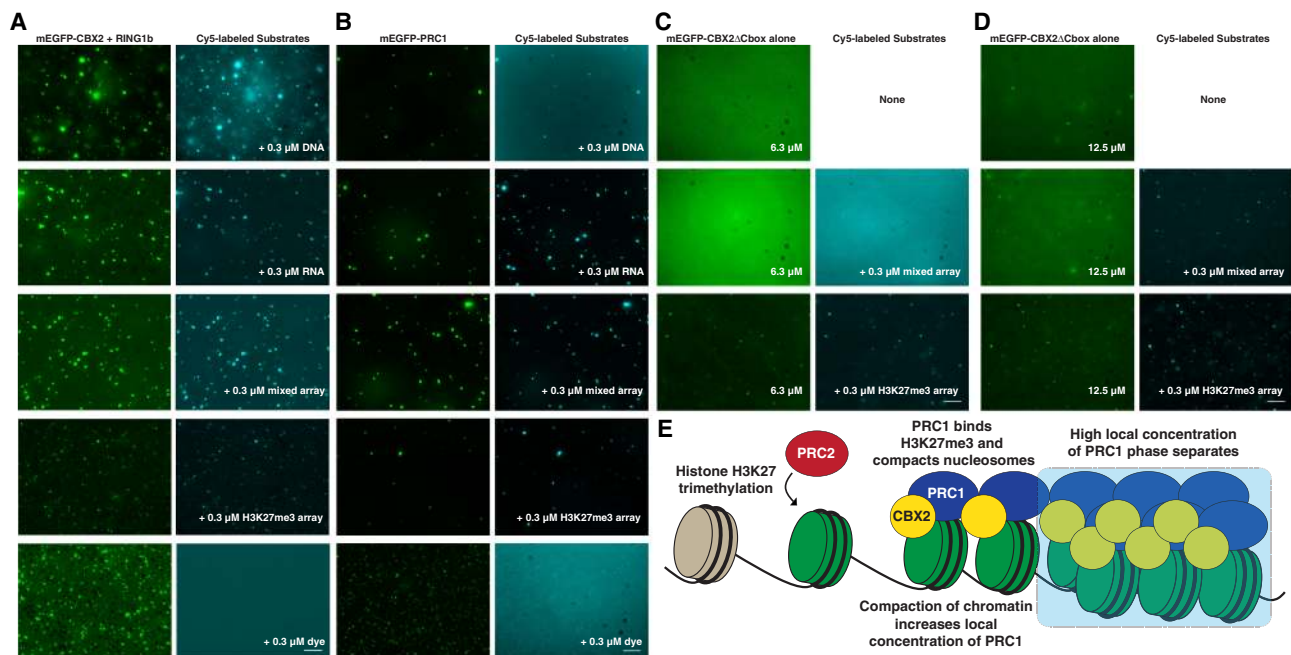 A
mEGFP-CBX2 + RING1b
Cy5-labeled Substrates
+ 0.3 µM DNA
+ 0.3 µM RNA
+ 0.3 µM mixed array
+ 0.3 µM H3K27me3 array
+ 0.3 µM dye
B
mEGFP-PRC1
Cy5-labeled Substrates
+ 0.3 µM DNA
+ 0.3 µM RNA
+ 0.3 µM mixed array
+ 0.3 µM H3K27me3 array
+ 0.3 µM dye
C
mEGFP-CBX2ΔCbox alone
Cy5-labeled Substrates
6.3 µM
None
6.3 µM
+ 0.3 µM mixed array
6.3 µM
+ 0.3 µM H3K27me3 array
D
mEGFP-CBX2ΔCbox alone
Cy5-labeled Substrates
12.5 µM
None
12.5 µM
+ 0.3 µM mixed array
12.5 µM
+ 0.3 µM H3K27me3 array
E
Histone H3K27
trimethylation
PRC2
PRC1 binds
H3K27me3 and
compacts nucleosomes
PRC1
CBX2
High local concentration
of PRC1 phase separates
Compaction of chromatin
increases local
concentration of PRC1